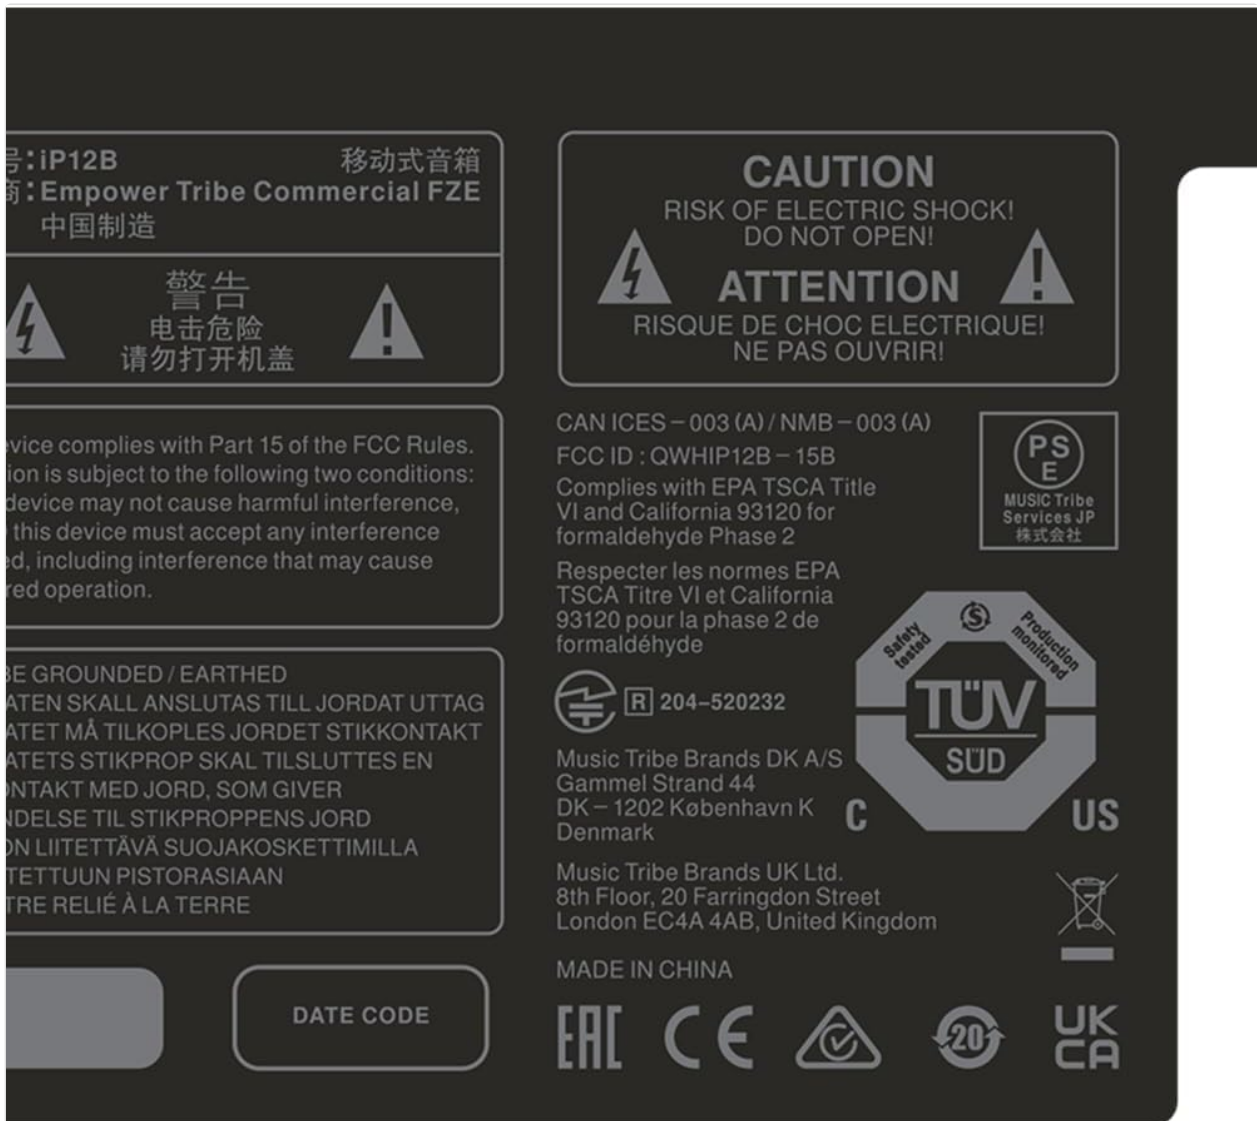 号:iP12B 移动式音箱
商:Empower Tribe Commercial FZE
中国制造
警告
电击危险
请勿打开机盖
evice complies with Part 15 of the FCC Rules.
ion is subject to the following two conditions:
device may not cause harmful interference,
this device must accept any interference
ed, including interference that may cause
red operation.
BE GROUNDED / EARTHED
ATEN SKALL ANSLUTAS TILL JORDAT UTTAG
ATET MÅ TILKOPLES JORDET STIKKONTAKT
ATETS STIKPROP SKAL TILSLUTTES EN
ONTAKT MED JORD, SOM GIVER
NDELSE TIL STIKPROPPENS JORD
ON LIITETTÄVÄ SUOJAKOSKETTIMILLA
TETTUUN PISTORASIAAN
TRE RELIÉ À LA TERRE
DATE CODE
CAUTION
RISK OF ELECTRIC SHOCK!
DO NOT OPEN!
ATTENTION
RISQUE DE CHOC ELECTRIQUE!
NE PAS OUVRIR!
CAN ICES – 003 (A) / NMB – 003 (A)
FCC ID : QWHIP12B – 15B
Complies with EPA TSCA Title
VI and California 93120 for
formaldehyde Phase 2
Respecter les normes EPA
TSCA Titre VI et California
93120 pour la phase 2 de
formaldéhyde
PS
E
MUSIC Tribe
Services JP
株式会社
R 204–520232
Safety
tested
S
Production
monitored
TÜV
SÜD
C US
Music Tribe Brands DK A/S
Gammel Strand 44
DK – 1202 København K
Denmark
Music Tribe Brands UK Ltd.
8th Floor, 20 Farringdon Street
London EC4A 4AB, United Kingdom
MADE IN CHINA
EAC CE 20 UK
CA